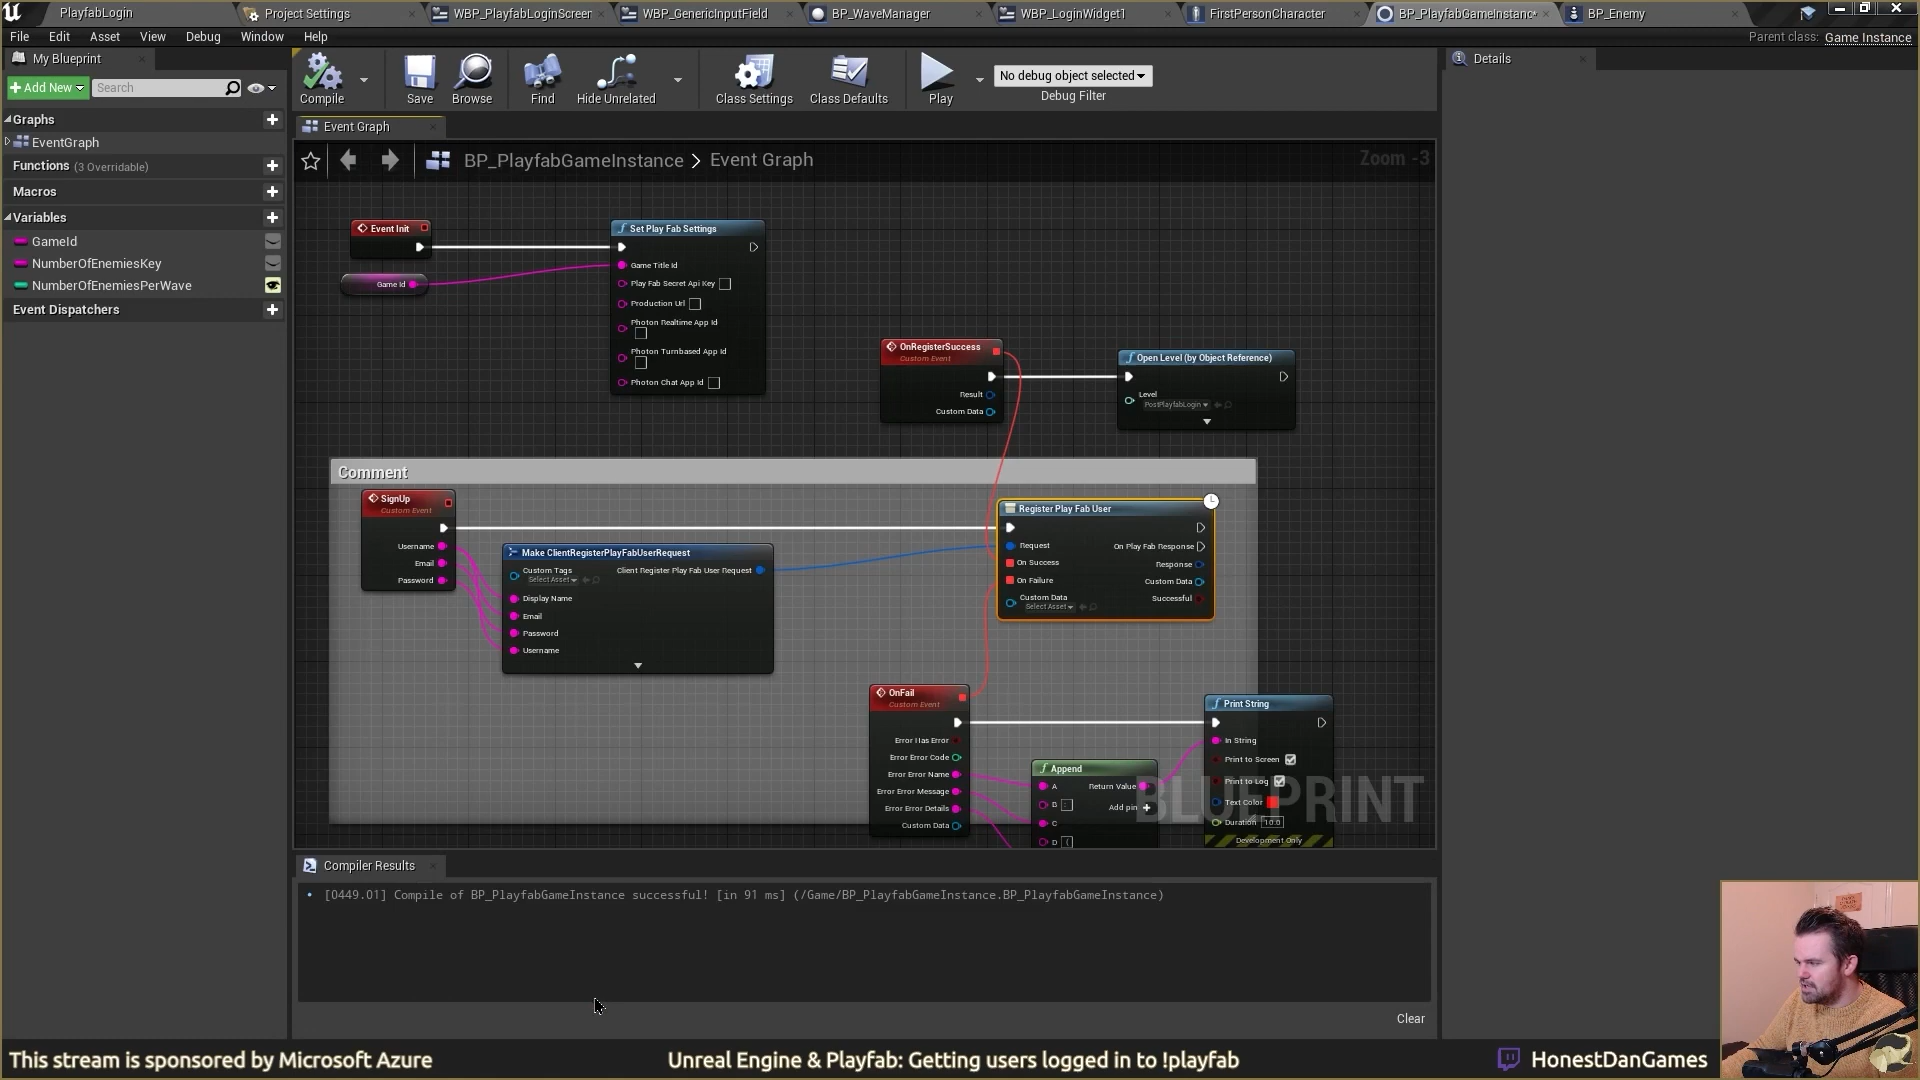 PlayfabLogin
Project Settings
WBP_PlayfabLoginScreen
WBP_GenericInputField
BP_WaveManager
WBP_LoginWidget1
FirstPersonCharacter
BP_PlayfabGameInstanc
BP_Enemy
File Edit Asset View Debug Window Help
Parent class: Game Instance
My Blueprint
Details
Add New
Search
Compile
Save
Browse
Find
Hide Unrelated
Class Settings
Class Defaults
Play
No debug object selected
Debug Filter
Graphs
EventGraph
Functions (3 Overridable)
Macros
Variables
GameId
NumberOfEnemiesKey
NumberOfEnemiesPerWave
Event Dispatchers
Event Graph
BP_PlayfabGameInstance > Event Graph
Zoom -3
Event Init
Game Id
Set Play Fab Settings
Game Title Id
Play Fab Secret Api Key
Production Url
Photon Realtime App Id
Photon Turnbased App Id
Photon Chat App Id
OnRegisterSuccess
Custom Event
Result
Custom Data
Open Level (by Object Reference)
Level
PostPlayfabLogin
Comment
SignUp
Custom Event
Username
Email
Password
Make ClientRegisterPlayFabUserRequest
Custom Tags
Select Asset
Client Register Play Fab User Request
Display Name
Email
Password
Username
Register Play Fab User
Request
On Play Fab Response
On Success
Response
On Failure
Custom Data
Custom Data
Select Asset
Successful
OnFail
Custom Event
Error Has Error
Error Error Code
Error Error Name
Error Error Message
Error Error Details
Custom Data
Append
A
Return Value
B
:
Add pin +
C
D
(
Print String
In String
Print to Screen
Print to Log
Text Color
Duration 10.0
Development Only
BLUEPRINT
Compiler Results
[0449.01] Compile of BP_PlayfabGameInstance successful! [in 91 ms] (/Game/BP_PlayfabGameInstance.BP_PlayfabGameInstance)
Clear
This stream is sponsored by Microsoft Azure
Unreal Engine & Playfab: Getting users logged in to !playfab
HonestDanGames